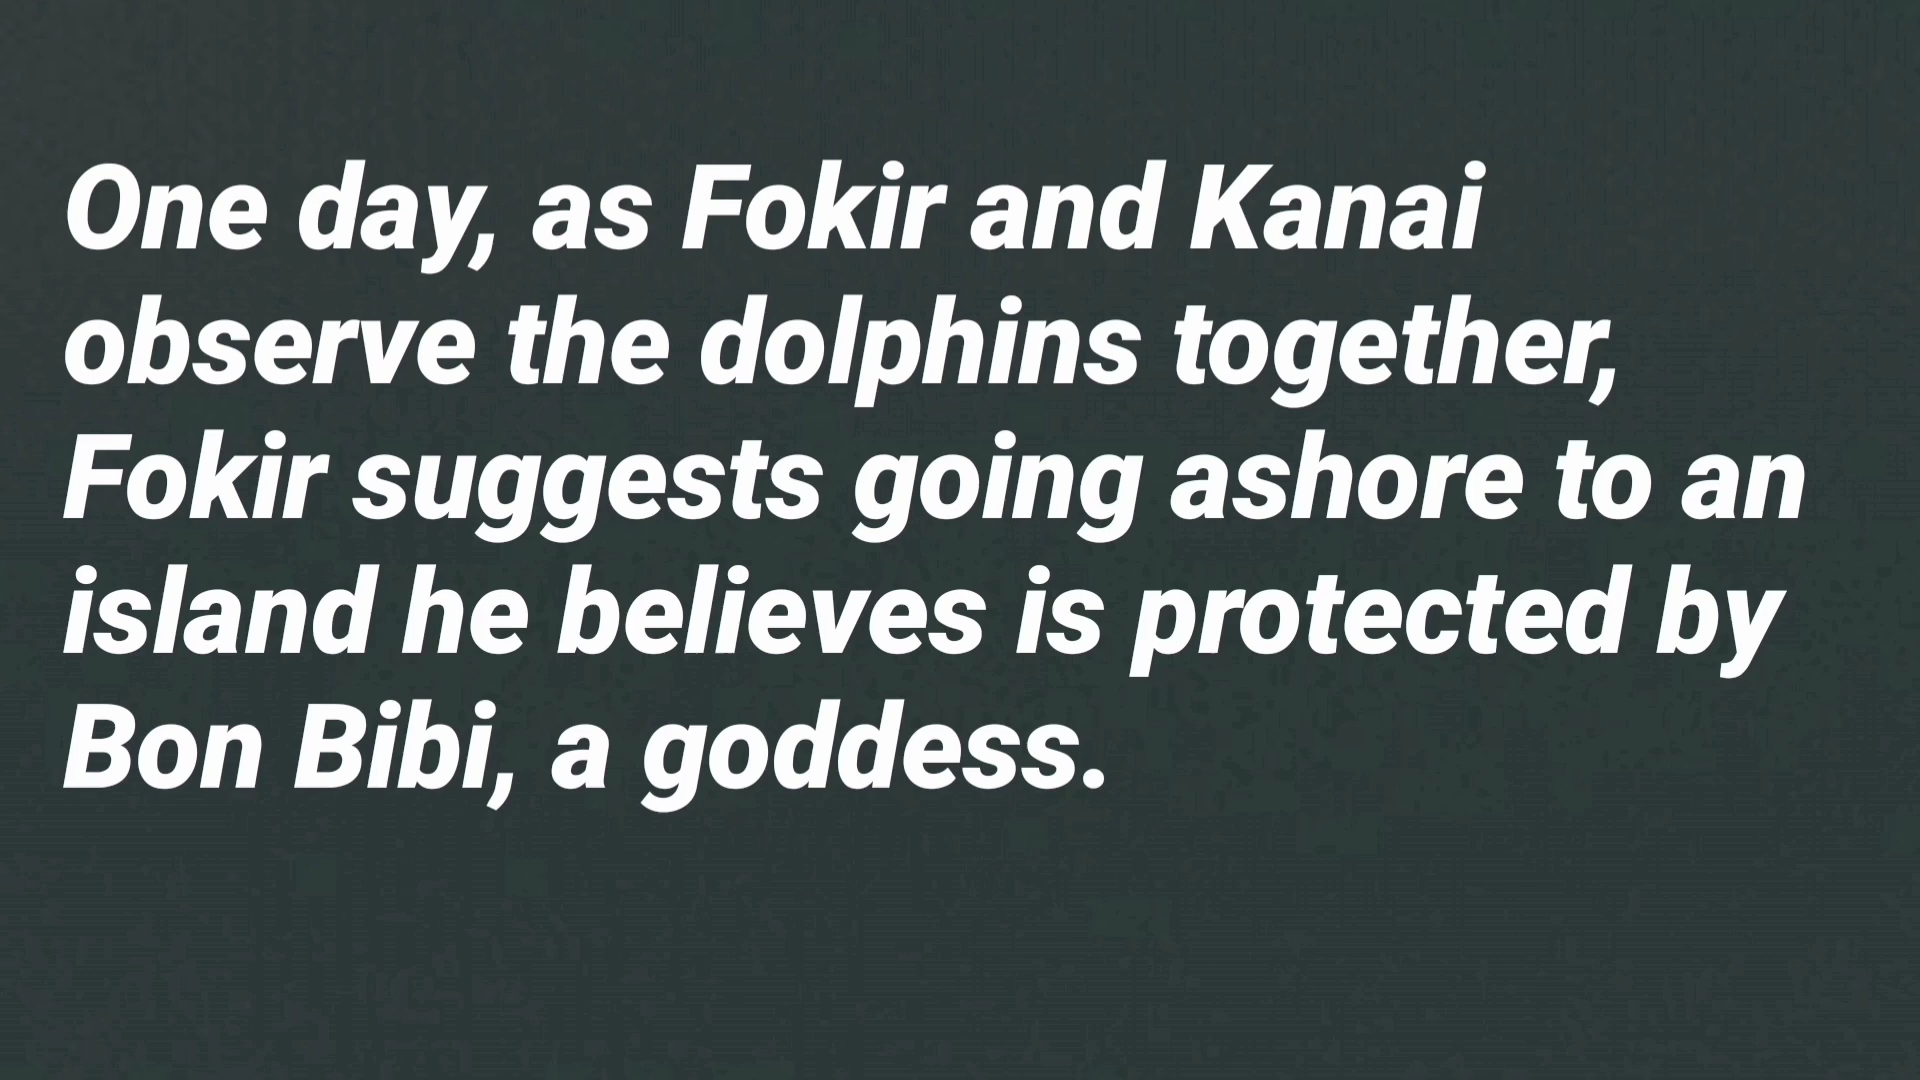 One day, as Fokir and Kanai
observe the dolphins together,
Fokir suggests going ashore to an
island he believes is protected by
Bon Bibi, a goddess.